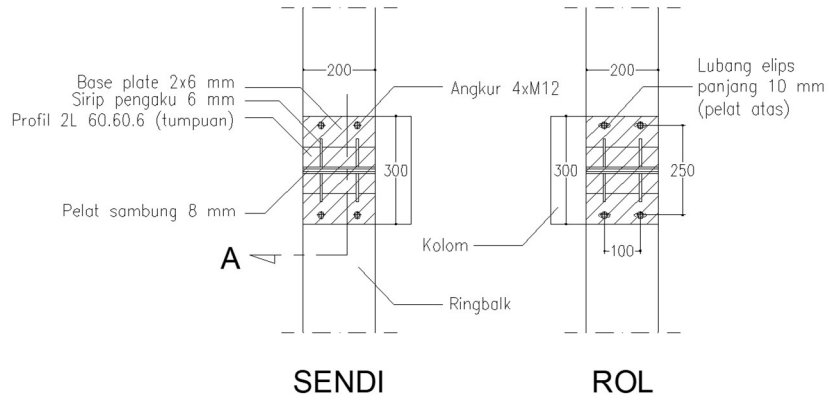 200
Base plate 2x6 mm
Sirip pengaku 6 mm
Profil 2L 60.60.6 (tumpuan)
Angkur 4xM12
300
Pelat sambung 8 mm
A
Kolom
Ringbalk
SENDI
200
Lubang elips
panjang 10 mm
(pelat atas)
300
250
100
ROL